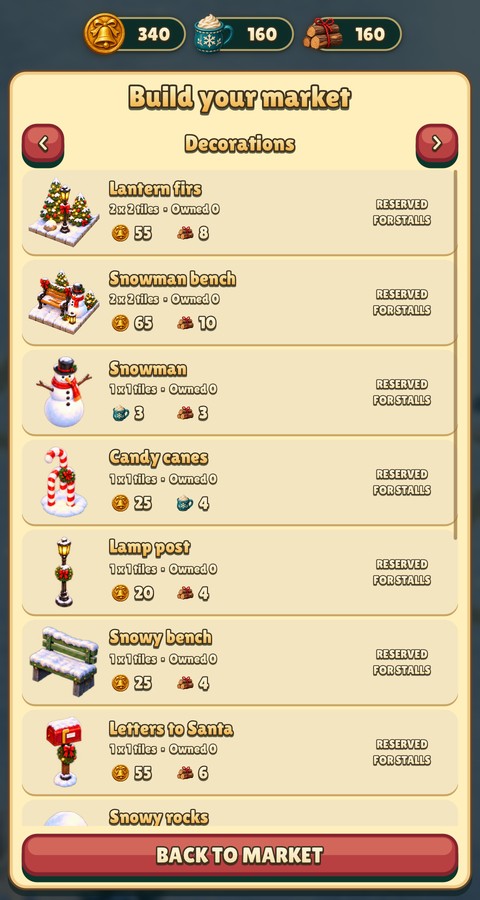 340 160 160
Build your market
Decorations
Lantern firs
2 x 2 tiles • Owned 0
55 8
RESERVED
FOR STALLS
Snowman bench
2 x 2 tiles • Owned 0
65 10
RESERVED
FOR STALLS
Snowman
1 x 1 tiles • Owned 0
3 3
RESERVED
FOR STALLS
Candy canes
1 x 1 tiles • Owned 0
25 4
RESERVED
FOR STALLS
Lamp post
1 x 1 tiles • Owned 0
20 4
RESERVED
FOR STALLS
Snowy bench
1 x 1 tiles • Owned 0
25 4
RESERVED
FOR STALLS
Letters to Santa
1 x 1 tiles • Owned 0
55 6
RESERVED
FOR STALLS
Snowy rocks
BACK TO MARKET